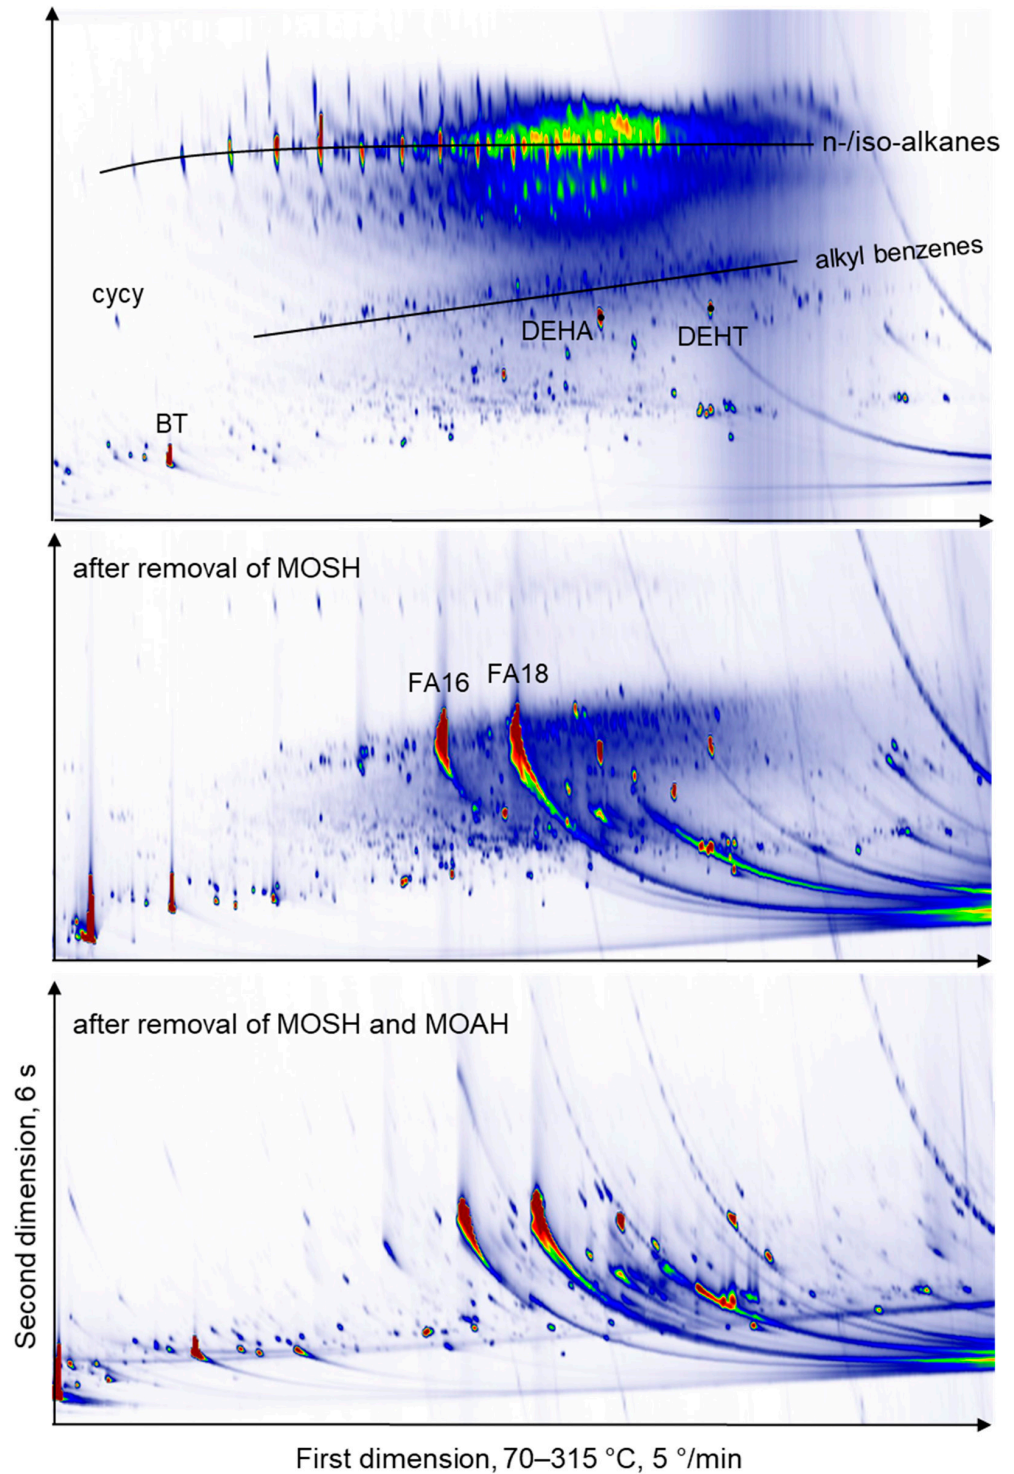 n-/iso-alkanes
alkyl benzenes
cycy
DEHA
DEHT
BT
after removal of MOSH
FA16
FA18
after removal of MOSH and MOAH
Second dimension, 6 s
First dimension, 70–315 °C, 5 °/min